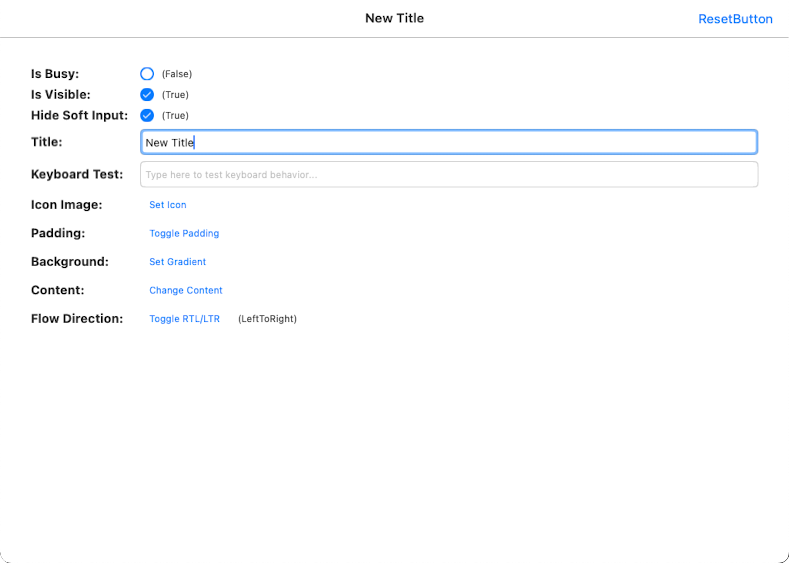 New Title
ResetButton
Is Busy: (False)
Is Visible: (True)
Hide Soft Input: (True)
Title: New Title
Keyboard Test: Type here to test keyboard behavior...
Icon Image: Set Icon
Padding: Toggle Padding
Background: Set Gradient
Content: Change Content
Flow Direction: Toggle RTL/LTR (LeftToRight)